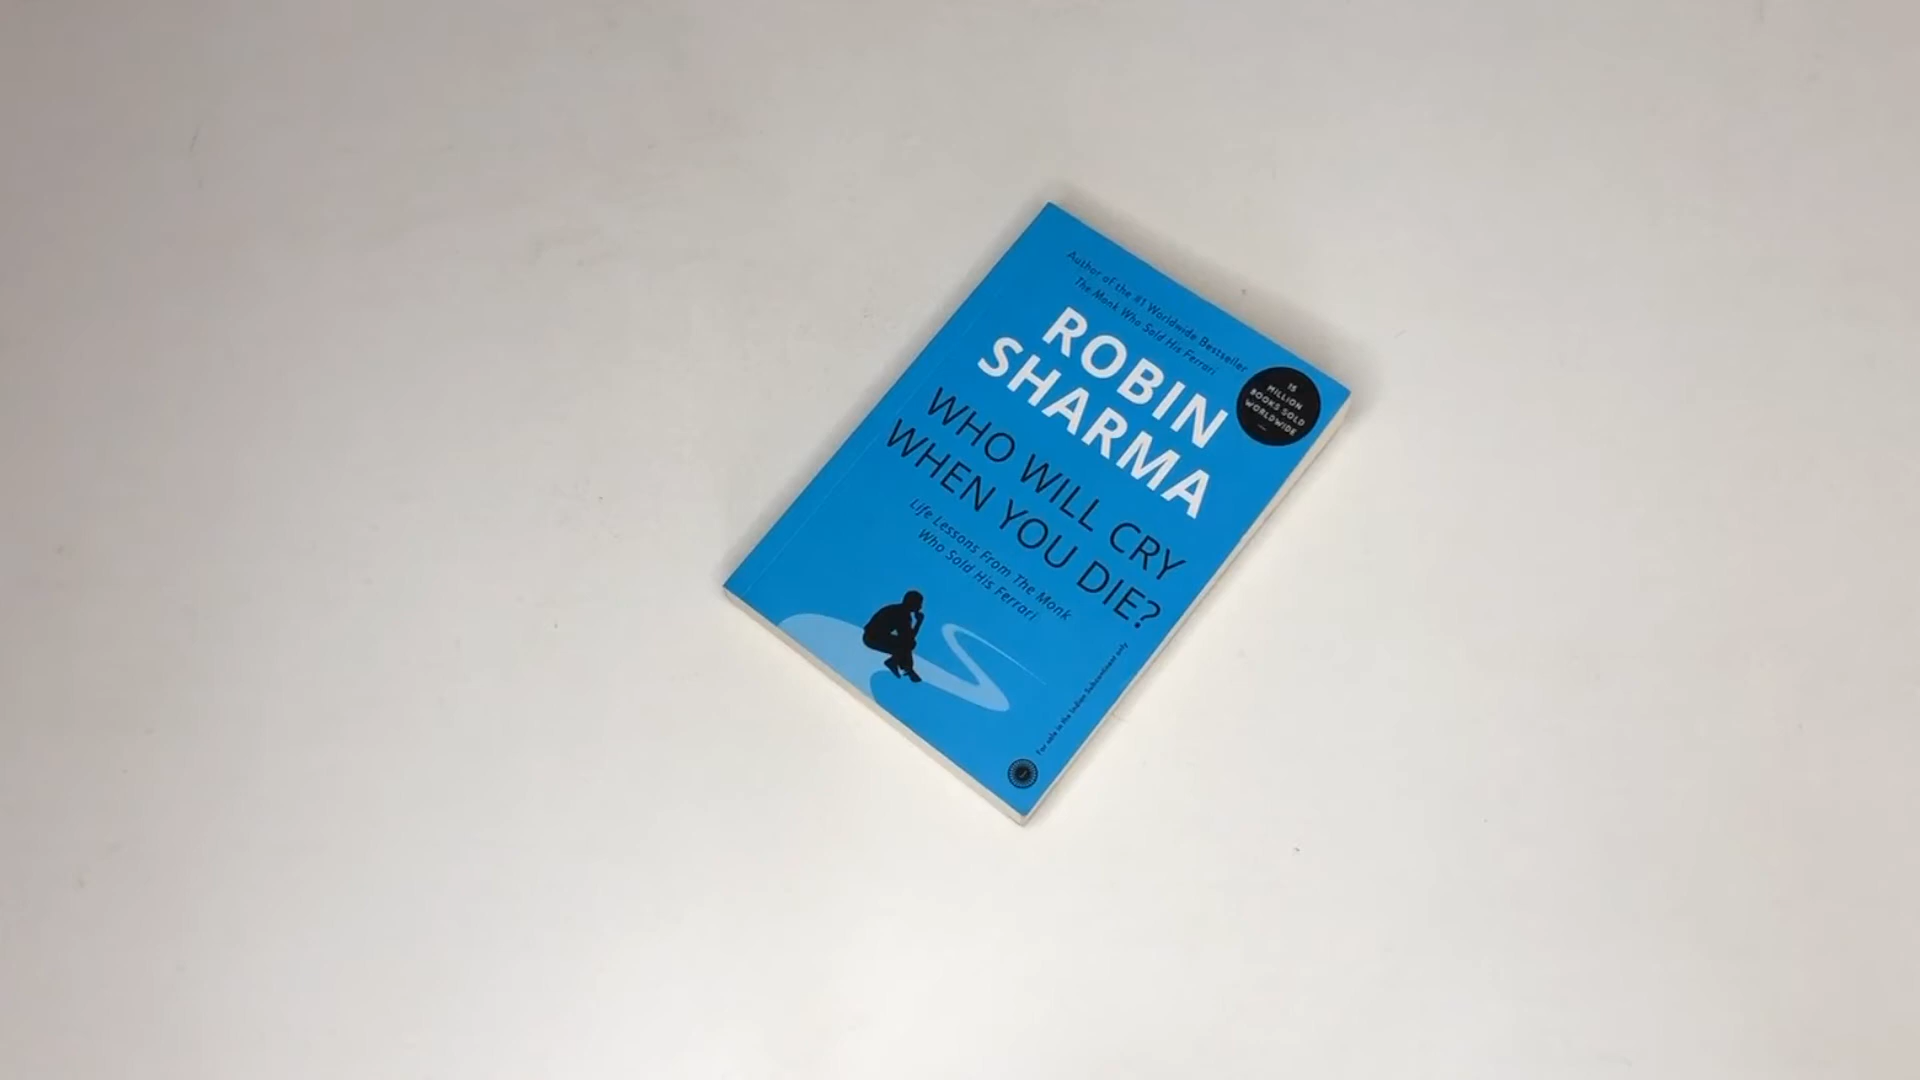 Author of the #1 Worldwide Bestseller
The Monk Who Sold His Ferrari
ROBIN
SHARMA
15
MILLION
BOOKS SOLD
WORLDWIDE
WHO WILL CRY
WHEN YOU DIE?
Life Lessons From The Monk
Who Sold His Ferrari
For sale in the Indian Subcontinent only